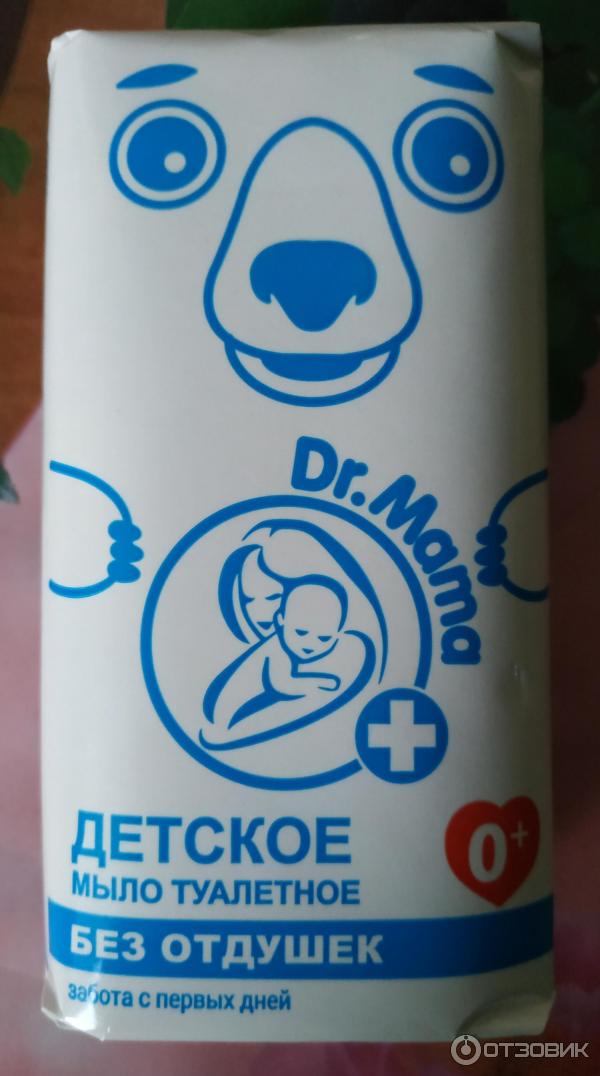 Dr. Mama
ДЕТСКОЕ
МЫЛО ТУАЛЕТНОЕ
0+
БЕЗ ОТДУШЕК
забота с первых дней
ОТЗОВИК